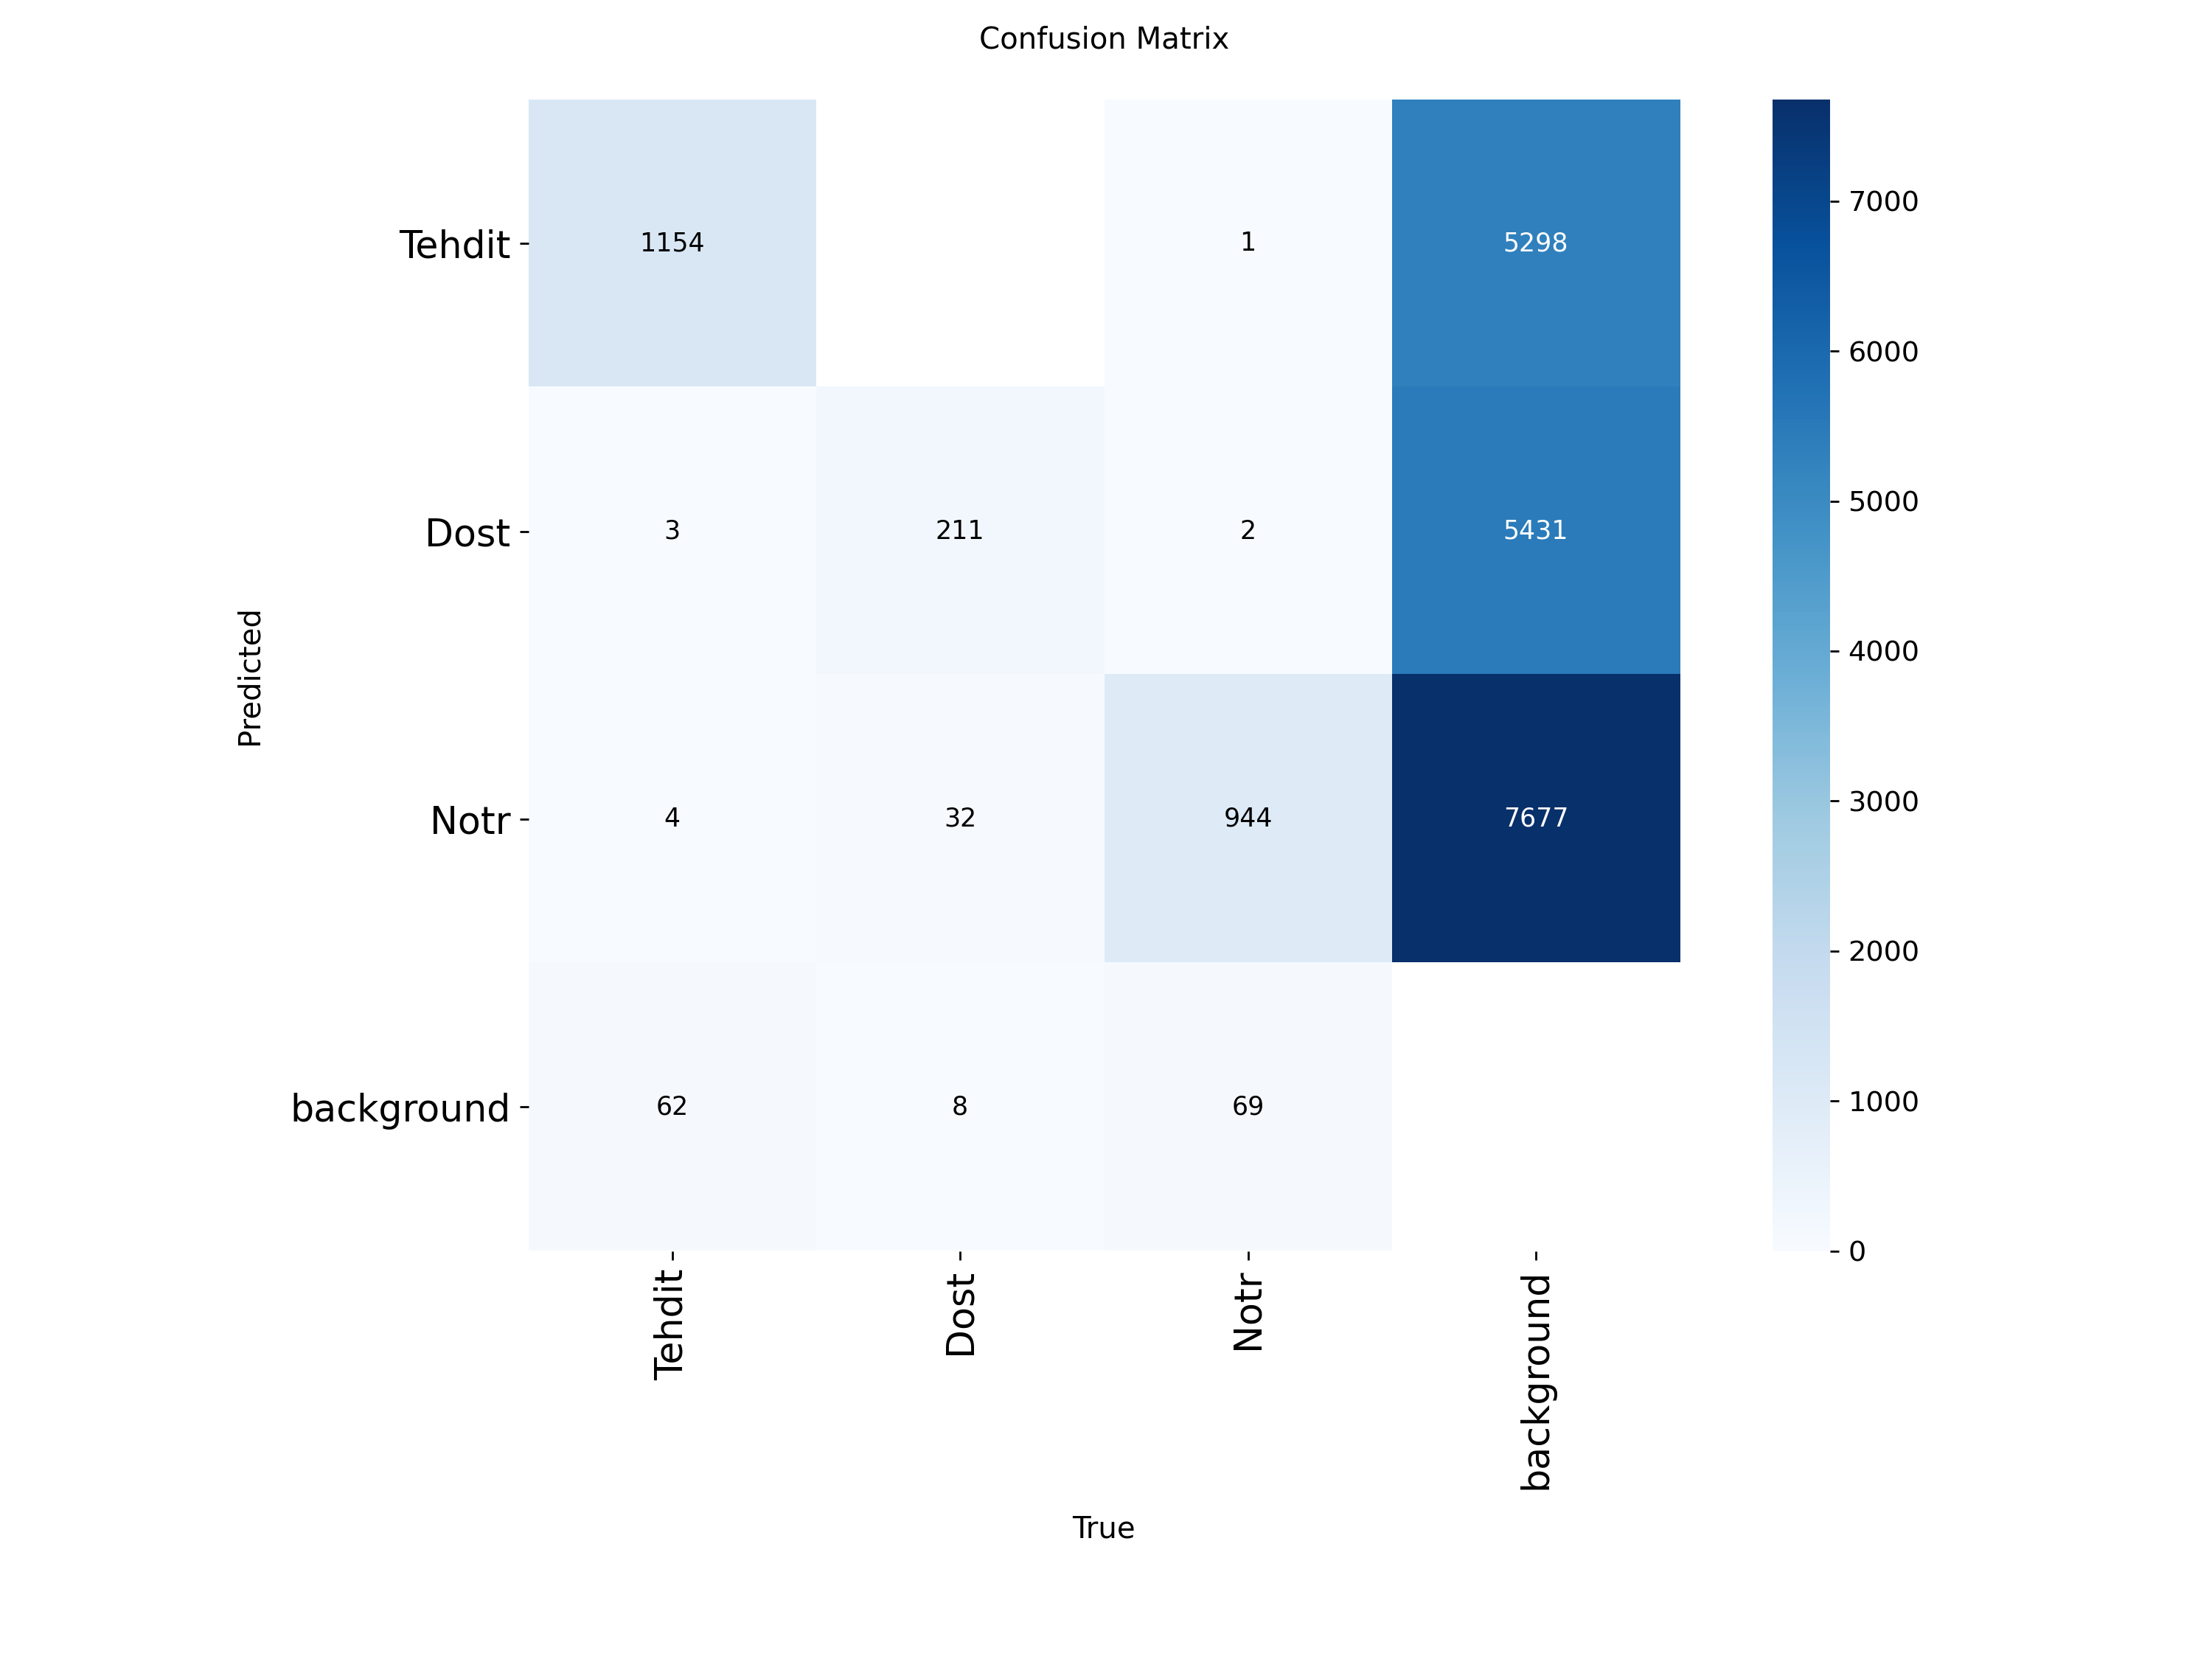 Confusion Matrix
Tehdit
1154
1
5298
Dost
3
211
2
5431
Notr
4
32
944
7677
background
62
8
69
Predicted
Tehdit
Dost
Notr
background
True
7000
6000
5000
4000
3000
2000
1000
0